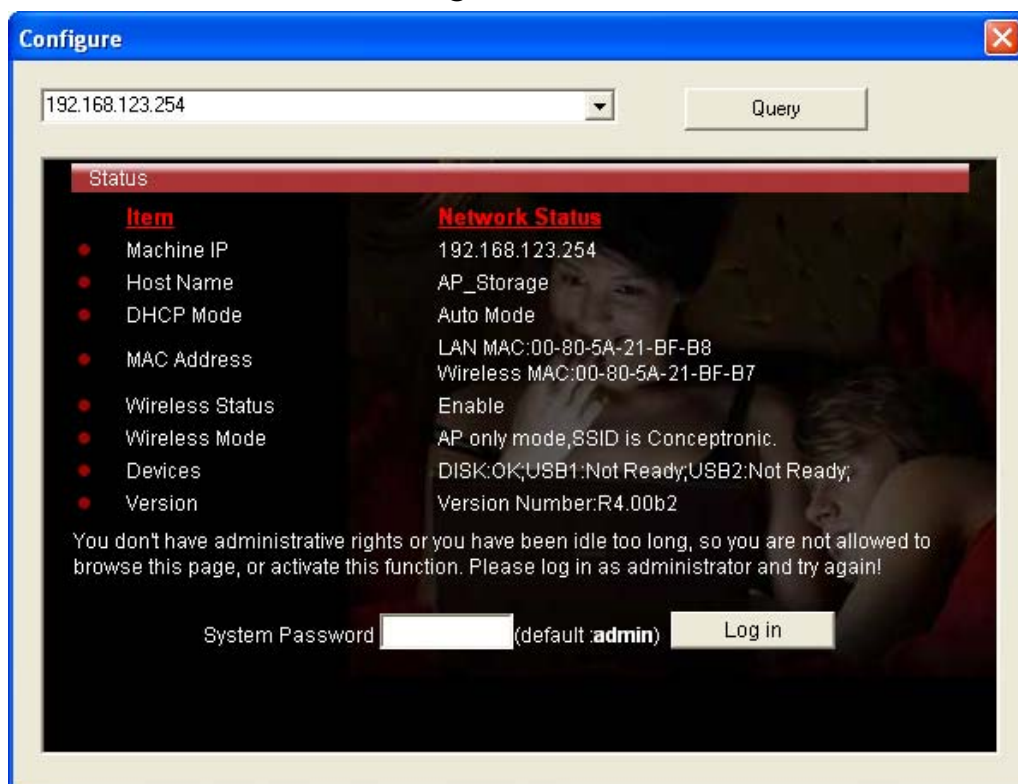 Configure
192.168.123.254
Query
Status
Item Network Status
Machine IP 192.168.123.254
Host Name AP_Storage
DHCP Mode Auto Mode
MAC Address LAN MAC:00-80-5A-21-BF-B8
Wireless MAC:00-80-5A-21-BF-B7
Wireless Status Enable
Wireless Mode AP only mode,SSID is Conceptronic.
Devices DISK:OK;USB1:Not Ready;USB2:Not Ready;
Version Version Number:R4.00b2
You don't have administrative rights or you have been idle too long, so you are not allowed to
browse this page, or activate this function. Please log in as administrator and try again!
System Password (default :admin) Log in